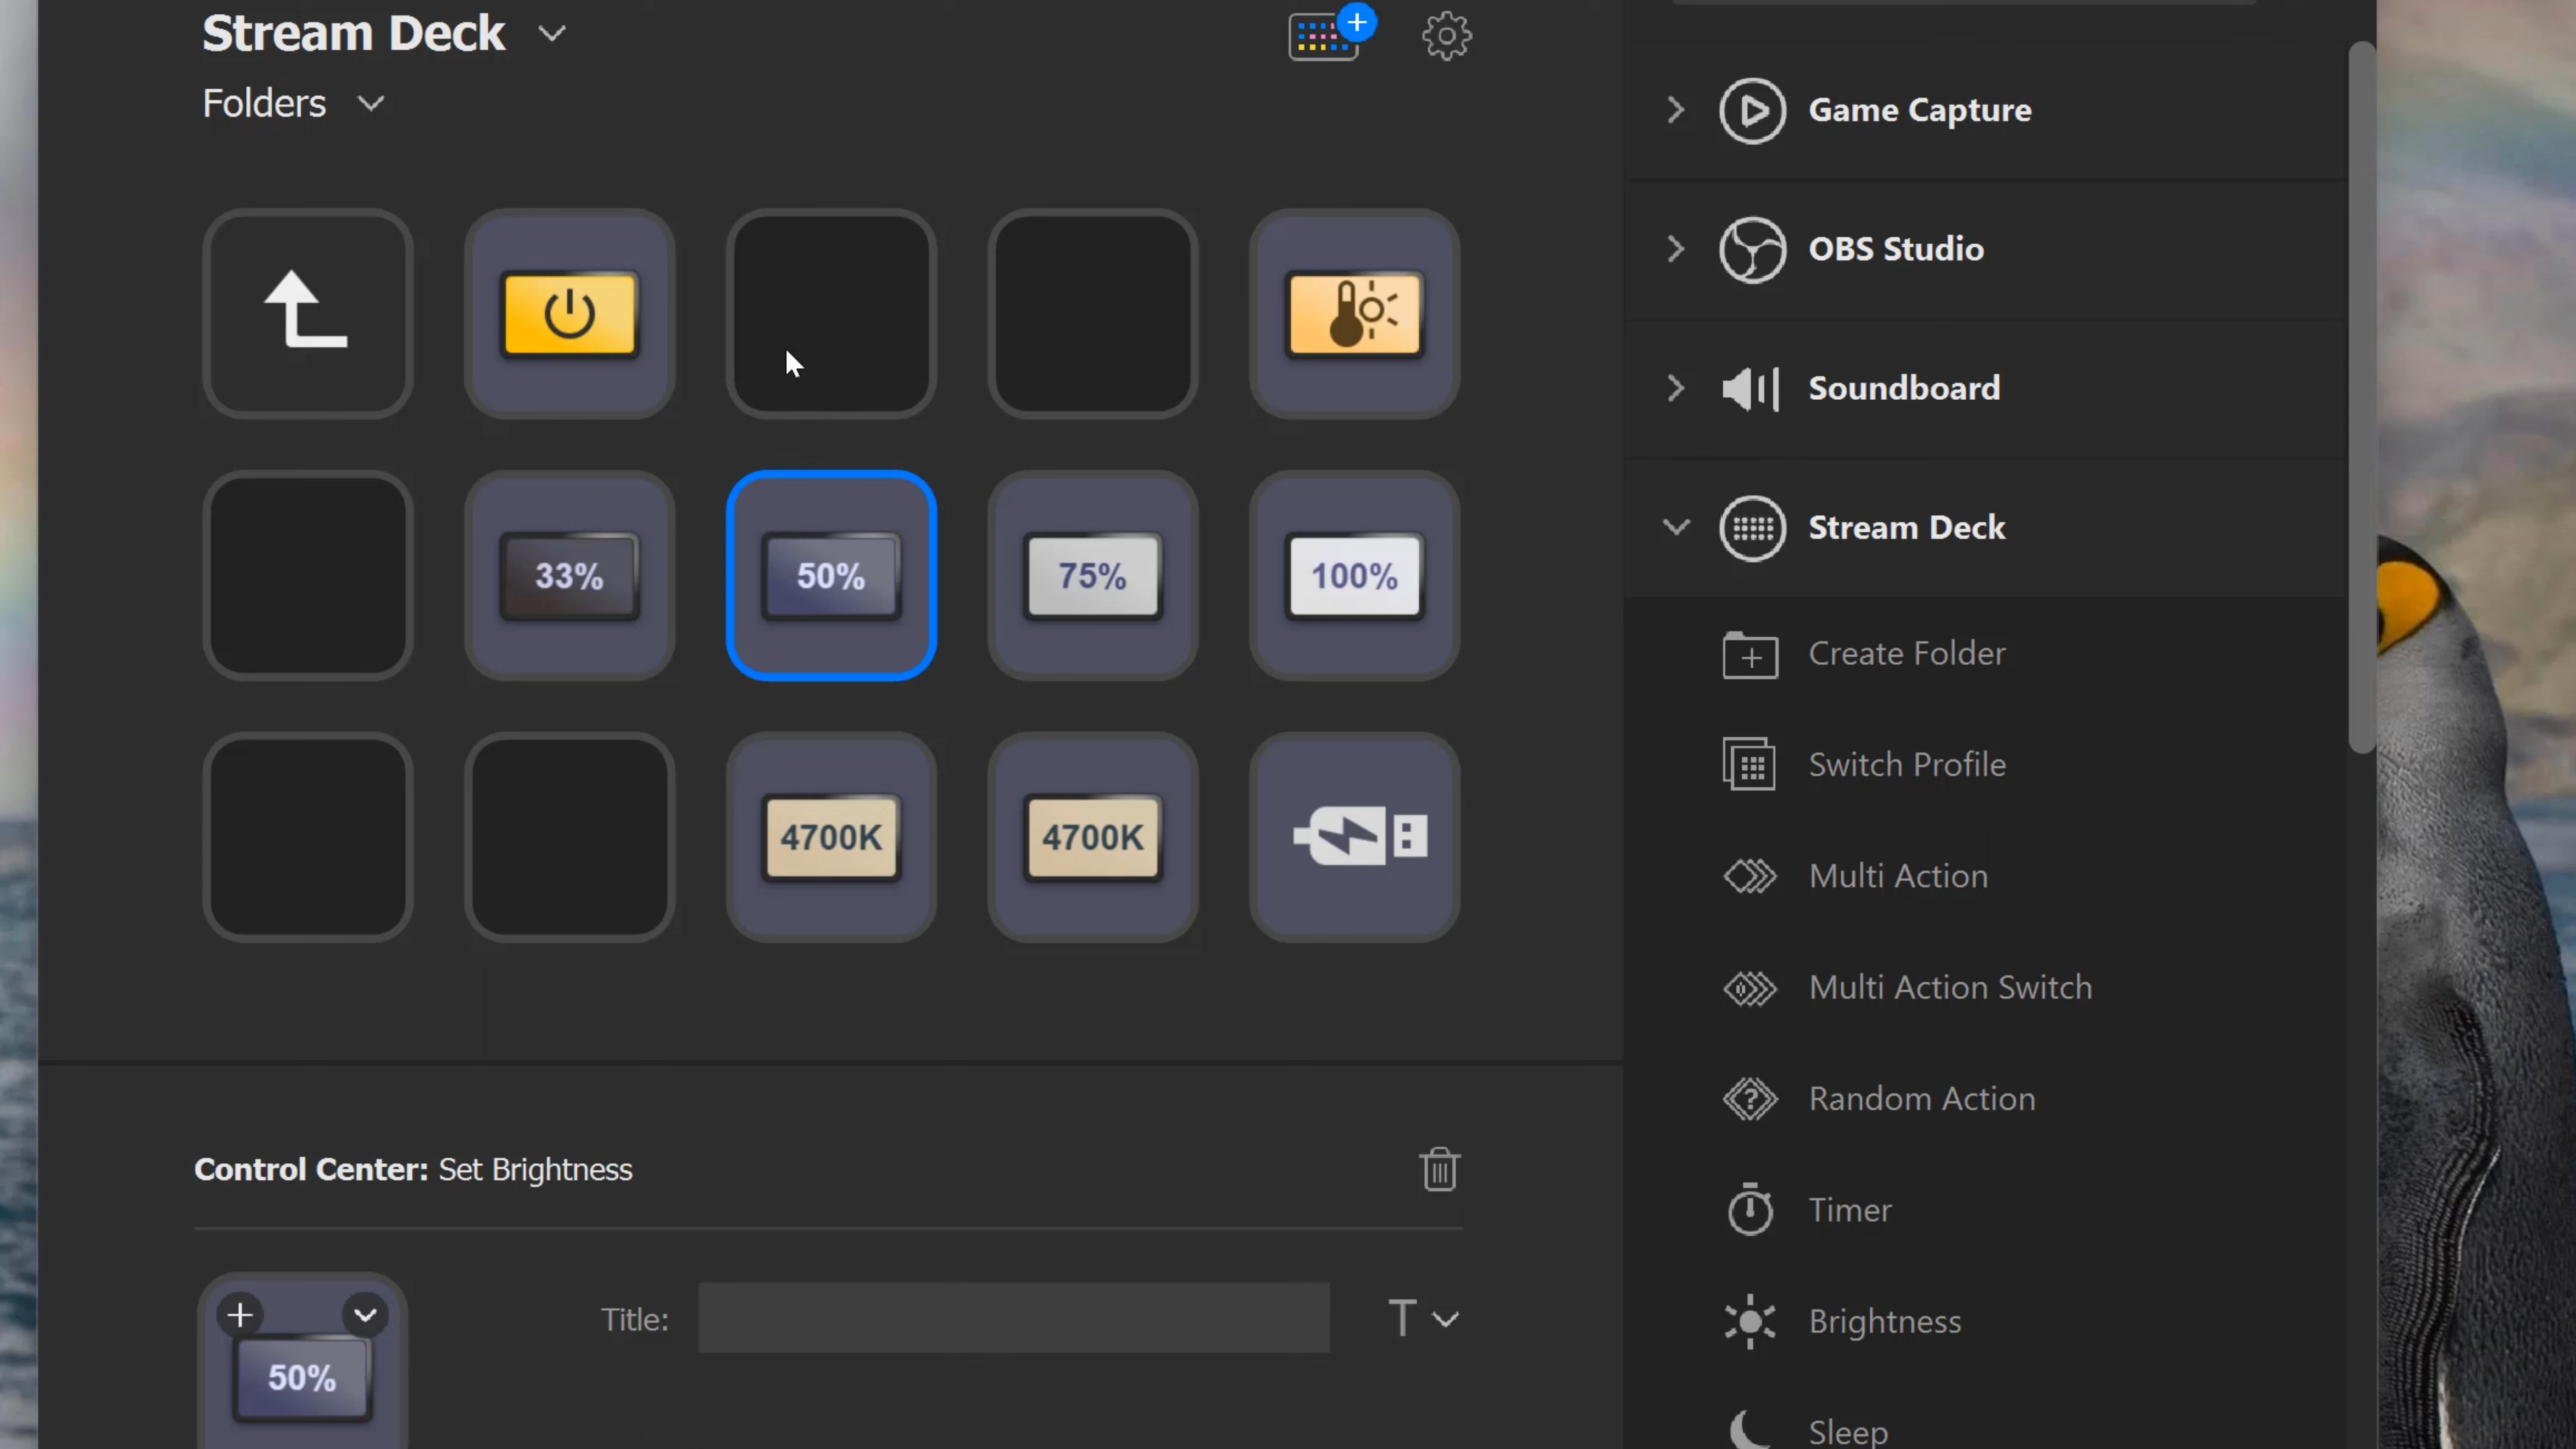 Stream Deck
Folders
33%
50%
75%
100%
4700K
4700K
Control Center: Set Brightness
50%
Title:
T
Game Capture
OBS Studio
Soundboard
Stream Deck
Create Folder
Switch Profile
Multi Action
Multi Action Switch
Random Action
Timer
Brightness
Sleep